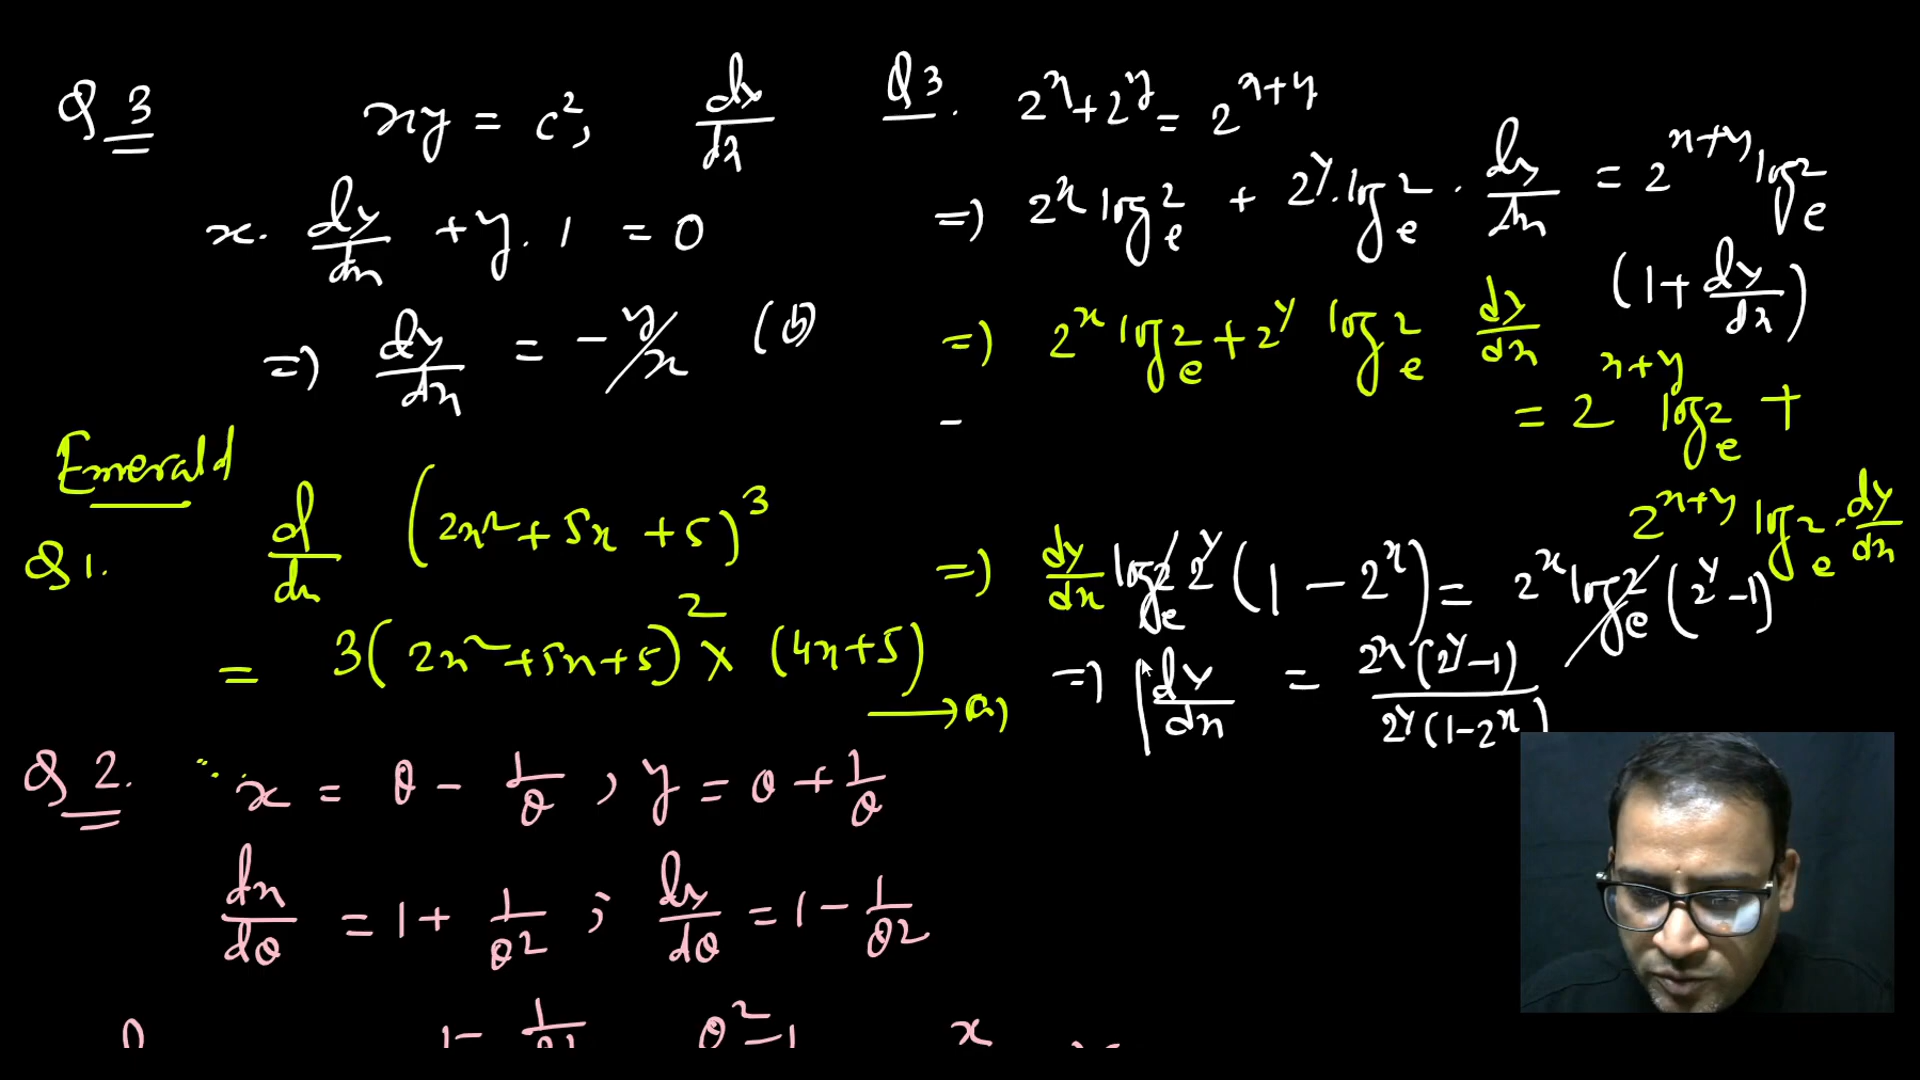 Q 3 xy = c², dy/dx
x. dy/dx + y. 1 = 0
=) dy/dx = - y/x (b)
Emerald
Q 1. d/dx (2x² + 5x + 5)³
= 3(2x² + 5x + 5)² × (4x + 5)
→ a)
Q 2. x = θ - 1/θ , y = θ + 1/θ
dx/dθ = 1 + 1/θ² ; dy/dθ = 1 - 1/θ²
Q 3. 2^x + 2^y = 2^(x+y)
=) 2^x log_e 2 + 2^y . log_e 2 . dy/dx = 2^(x+y) log_e 2
(1 + dy/dx)
=) 2^x log_e 2 + 2^y log_e 2 dy/dx
= 2^(x+y) log_e 2 +
2^(x+y) log_e 2 . dy/dx
=) dy/dx log_e 2 2^y (1 - 2^x) = 2^x log_e 2 (2^y - 1)
=) dy/dx = 2^x (2^y - 1) / 2^y (1 - 2^x)